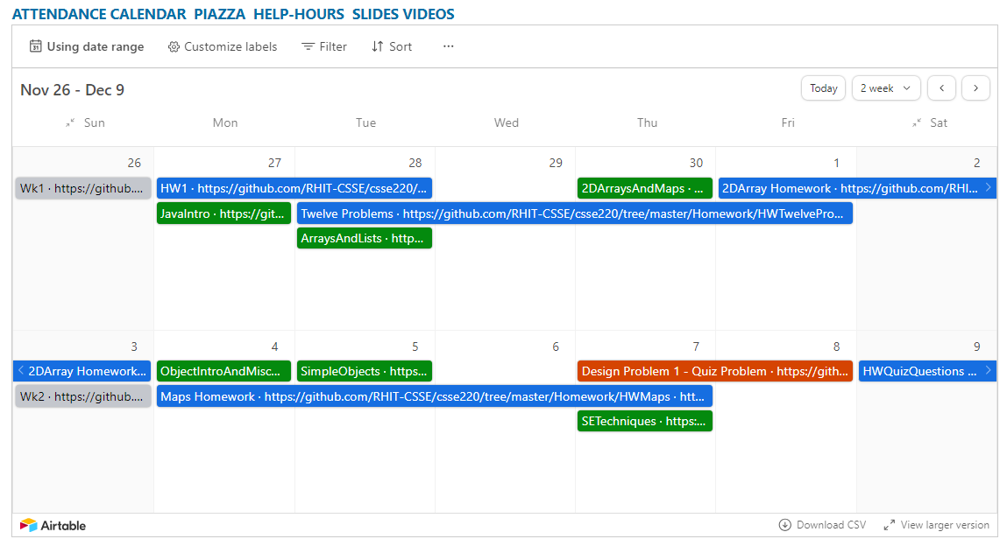 ATTENDANCE CALENDAR PIAZZA HELP-HOURS SLIDES VIDEOS
Using date range Customize labels Filter Sort ...
Nov 26 - Dec 9 Today 2 week
Sun Mon Tue Wed Thu Fri Sat
26 27 28 29 30 1 2
Wk1 · https://github.... HW1 · https://github.com/RHIT-CSSE/csse220/... 2DArraysAndMaps · ... 2DArray Homework · https://github.com/RHI...
JavaIntro · https://git... Twelve Problems · https://github.com/RHIT-CSSE/csse220/tree/master/Homework/HWTwelvePro...
ArraysAndLists · http...
3 4 5 6 7 8 9
2DArray Homework... ObjectIntroAndMisc... SimpleObjects · https... Design Problem 1 - Quiz Problem · https://gith... HWQuizQuestions ...
Wk2 · https://github.... Maps Homework · https://github.com/RHIT-CSSE/csse220/tree/master/Homework/HWMaps · htt...
SETechniques · https:...
Airtable Download CSV View larger version